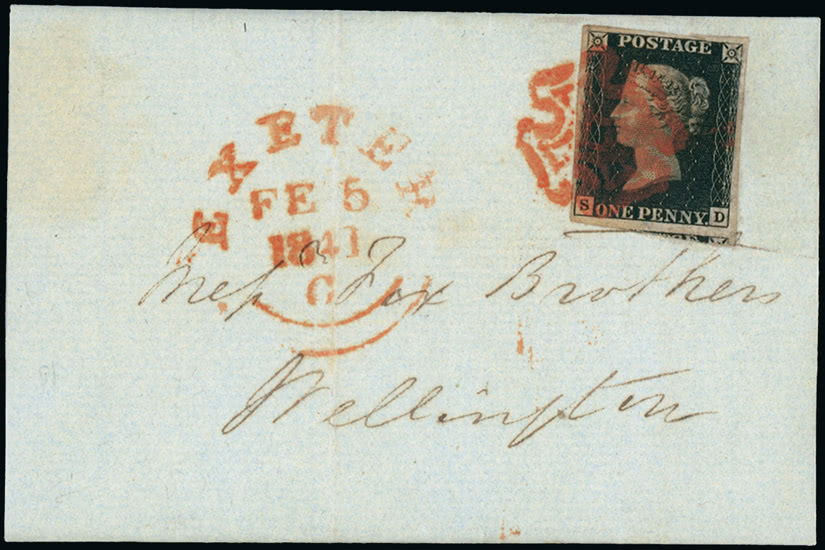 POSTAGE
S ONE PENNY D
EXETER
FE 5
1841
G
Messrs Fox Brothers
Wellington